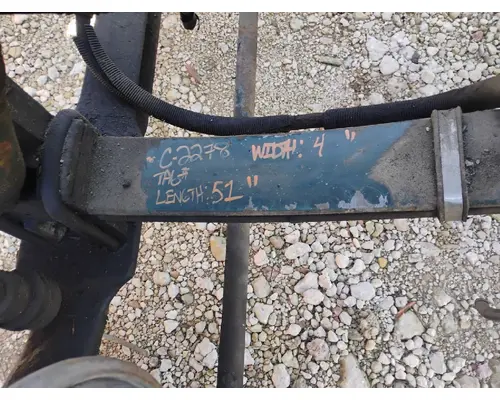 C-2278 WIDTH: 4 "
TAG#
LENGTH: 51 "